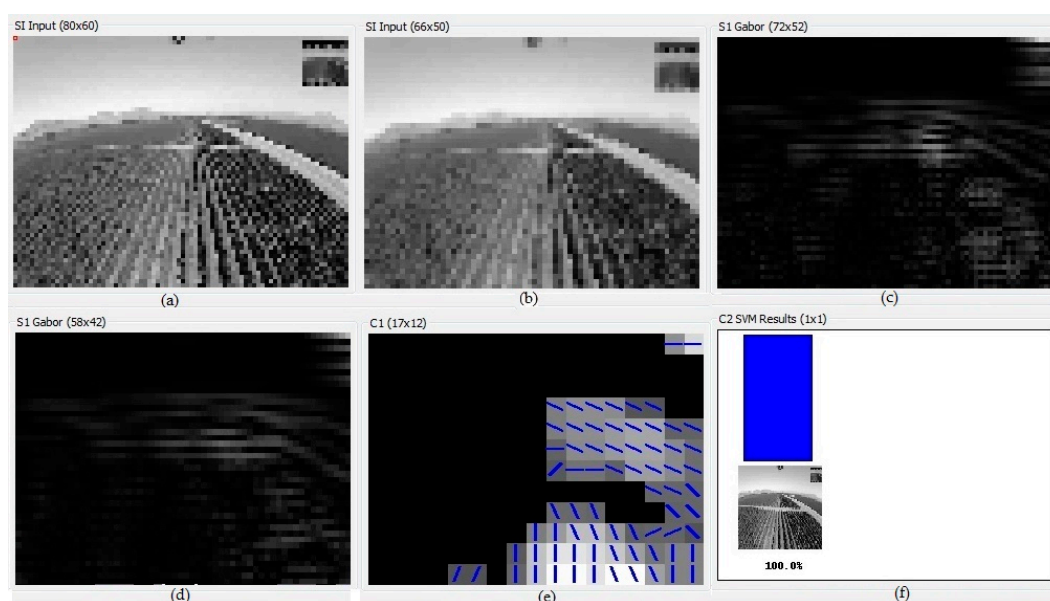 SI Input (80x60)
SI Input (66x50)
S1 Gabor (72x52)
(a)
(b)
(c)
S1 Gabor (58x42)
C1 (17x12)
C2 SVM Results (1x1)
100.0%
(d)
(e)
(f)